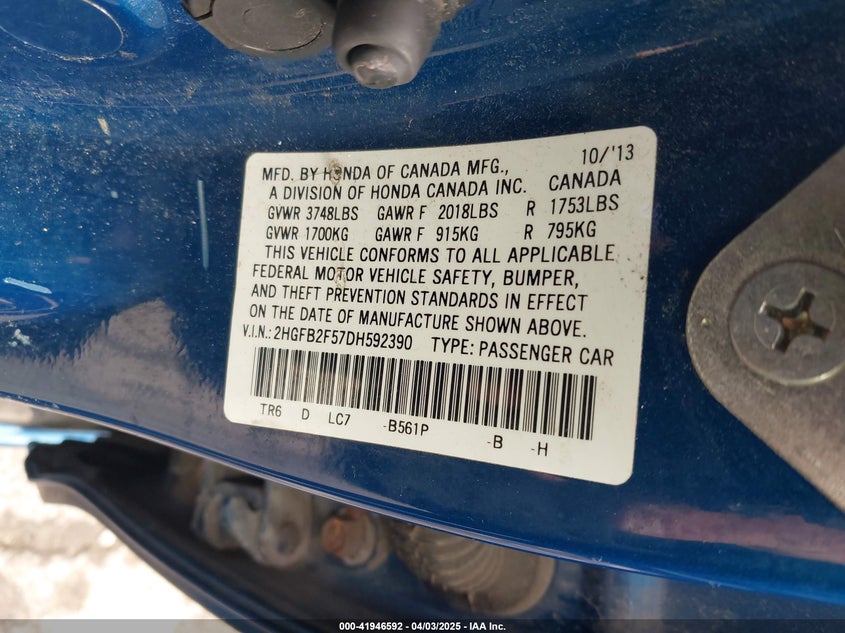 10/'13
MFD. BY HONDA OF CANADA MFG.,
A DIVISION OF HONDA CANADA INC. CANADA
GVWR 3748LBS GAWR F 2018LBS R 1753LBS
GVWR 1700KG GAWR F 915KG R 795KG
THIS VEHICLE CONFORMS TO ALL APPLICABLE
FEDERAL MOTOR VEHICLE SAFETY, BUMPER,
AND THEFT PREVENTION STANDARDS IN EFFECT
ON THE DATE OF MANUFACTURE SHOWN ABOVE.
V.I.N.: 2HGFB2F57DH592390 TYPE: PASSENGER CAR
TR6 D LC7 -B561P -B -H
000-41946592 - 04/03/2025 - IAA Inc.